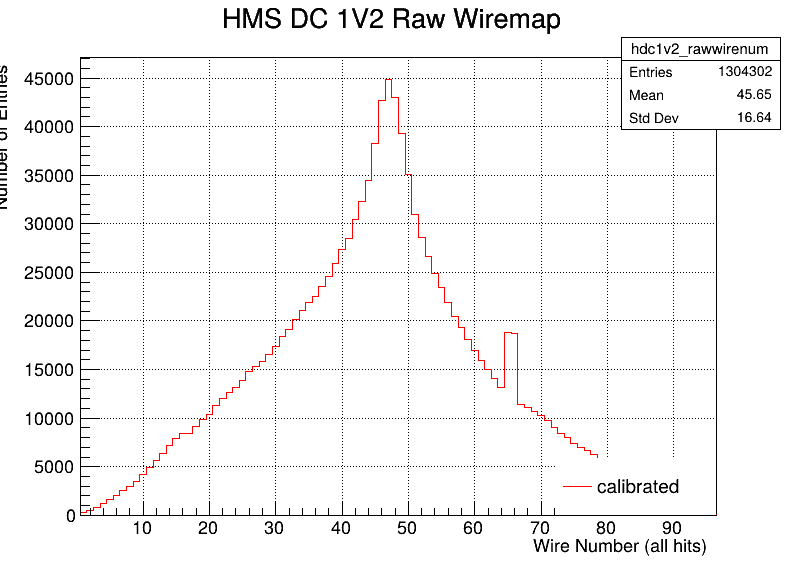 HMS DC 1V2 Raw Wiremap
hdc1v2_rawwirenum
Entries 1304302
Mean 45.65
Std Dev 16.64
Number of Entries
45000
40000
35000
30000
25000
20000
15000
10000
5000
0
calibrated
10 20 30 40 50 60 70 80 90
Wire Number (all hits)